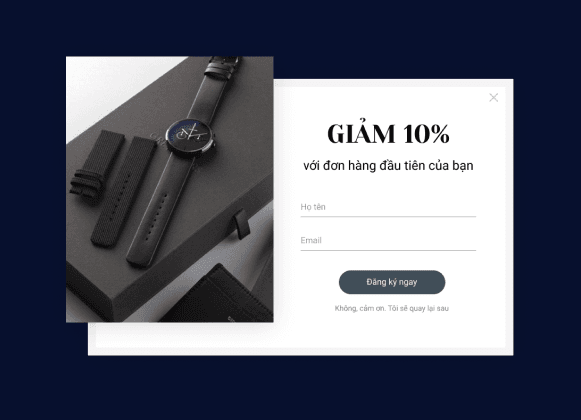 GIẢM 10%
với đơn hàng đầu tiên của bạn
Họ tên
Email
Đăng ký ngay
Không, cảm ơn. Tôi sẽ quay lại sau